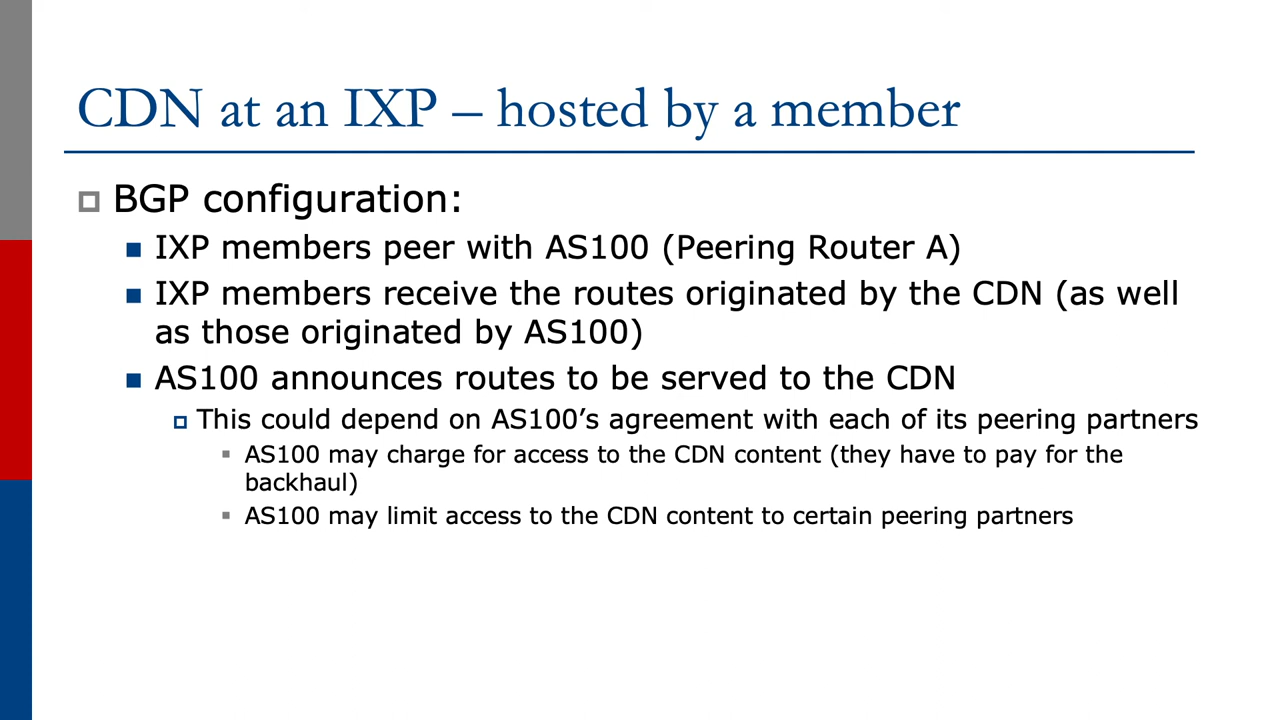 CDN at an IXP – hosted by a member
BGP configuration:
IXP members peer with AS100 (Peering Router A)
IXP members receive the routes originated by the CDN (as well
as those originated by AS100)
AS100 announces routes to be served to the CDN
This could depend on AS100’s agreement with each of its peering partners
AS100 may charge for access to the CDN content (they have to pay for the
backhaul)
AS100 may limit access to the CDN content to certain peering partners